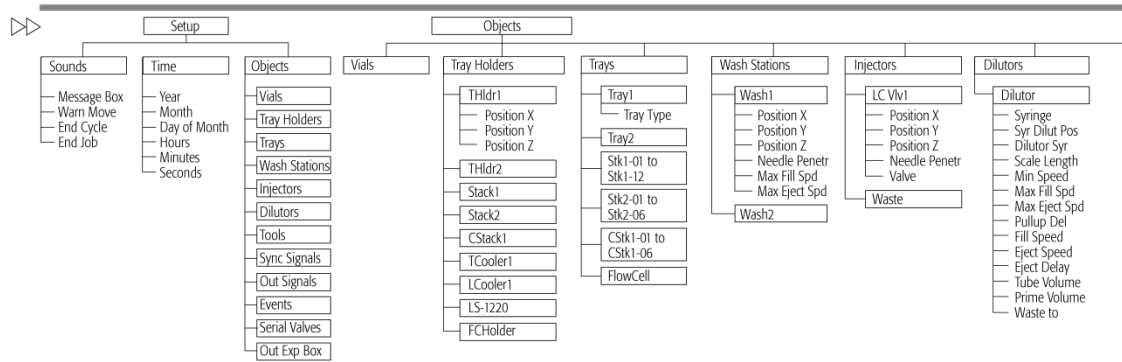 Setup
Sounds
Message Box
Warn Move
End Cycle
End Job
Time
Year
Month
Day of Month
Hours
Minutes
Seconds
Objects
Vials
Tray Holders
Trays
Wash Stations
Injectors
Dilutors
Tools
Sync Signals
Out Signals
Events
Serial Valves
Out Exp Box
Objects
Vials
Tray Holders
THldr1
Position X
Position Y
Position Z
THldr2
Stack1
Stack2
CStack1
TCooler1
LCooler1
LS-1220
FCHolder
Trays
Tray1
Tray Type
Tray2
Stk1-01 to
Stk1-12
Stk2-01 to
Stk2-06
CStk1-01 to
CStk1-06
FlowCell
Wash Stations
Wash1
Position X
Position Y
Position Z
Needle Penetr
Max Fill Spd
Max Eject Spd
Wash2
Injectors
LC Vlv1
Position X
Position Y
Position Z
Needle Penetr
Valve
Waste
Dilutors
Dilutor
Syringe
Syr Dilut Pos
Dilutor Syr
Scale Length
Min Speed
Max Fill Spd
Max Eject Spd
Pullup Del
Fill Speed
Eject Speed
Eject Delay
Tube Volume
Prime Volume
Waste to